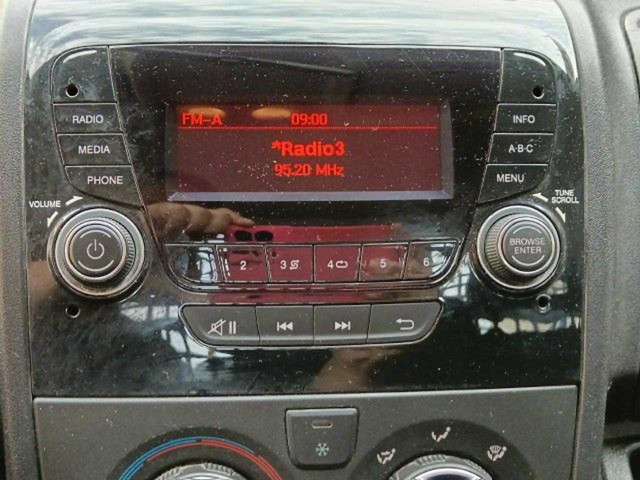 FM-A 09:00
*Radio3
95.20 MHz
RADIO
MEDIA
PHONE
INFO
A·B·C
MENU
VOLUME
TUNE
SCROLL
BROWSE
ENTER
2 3 4 5 6